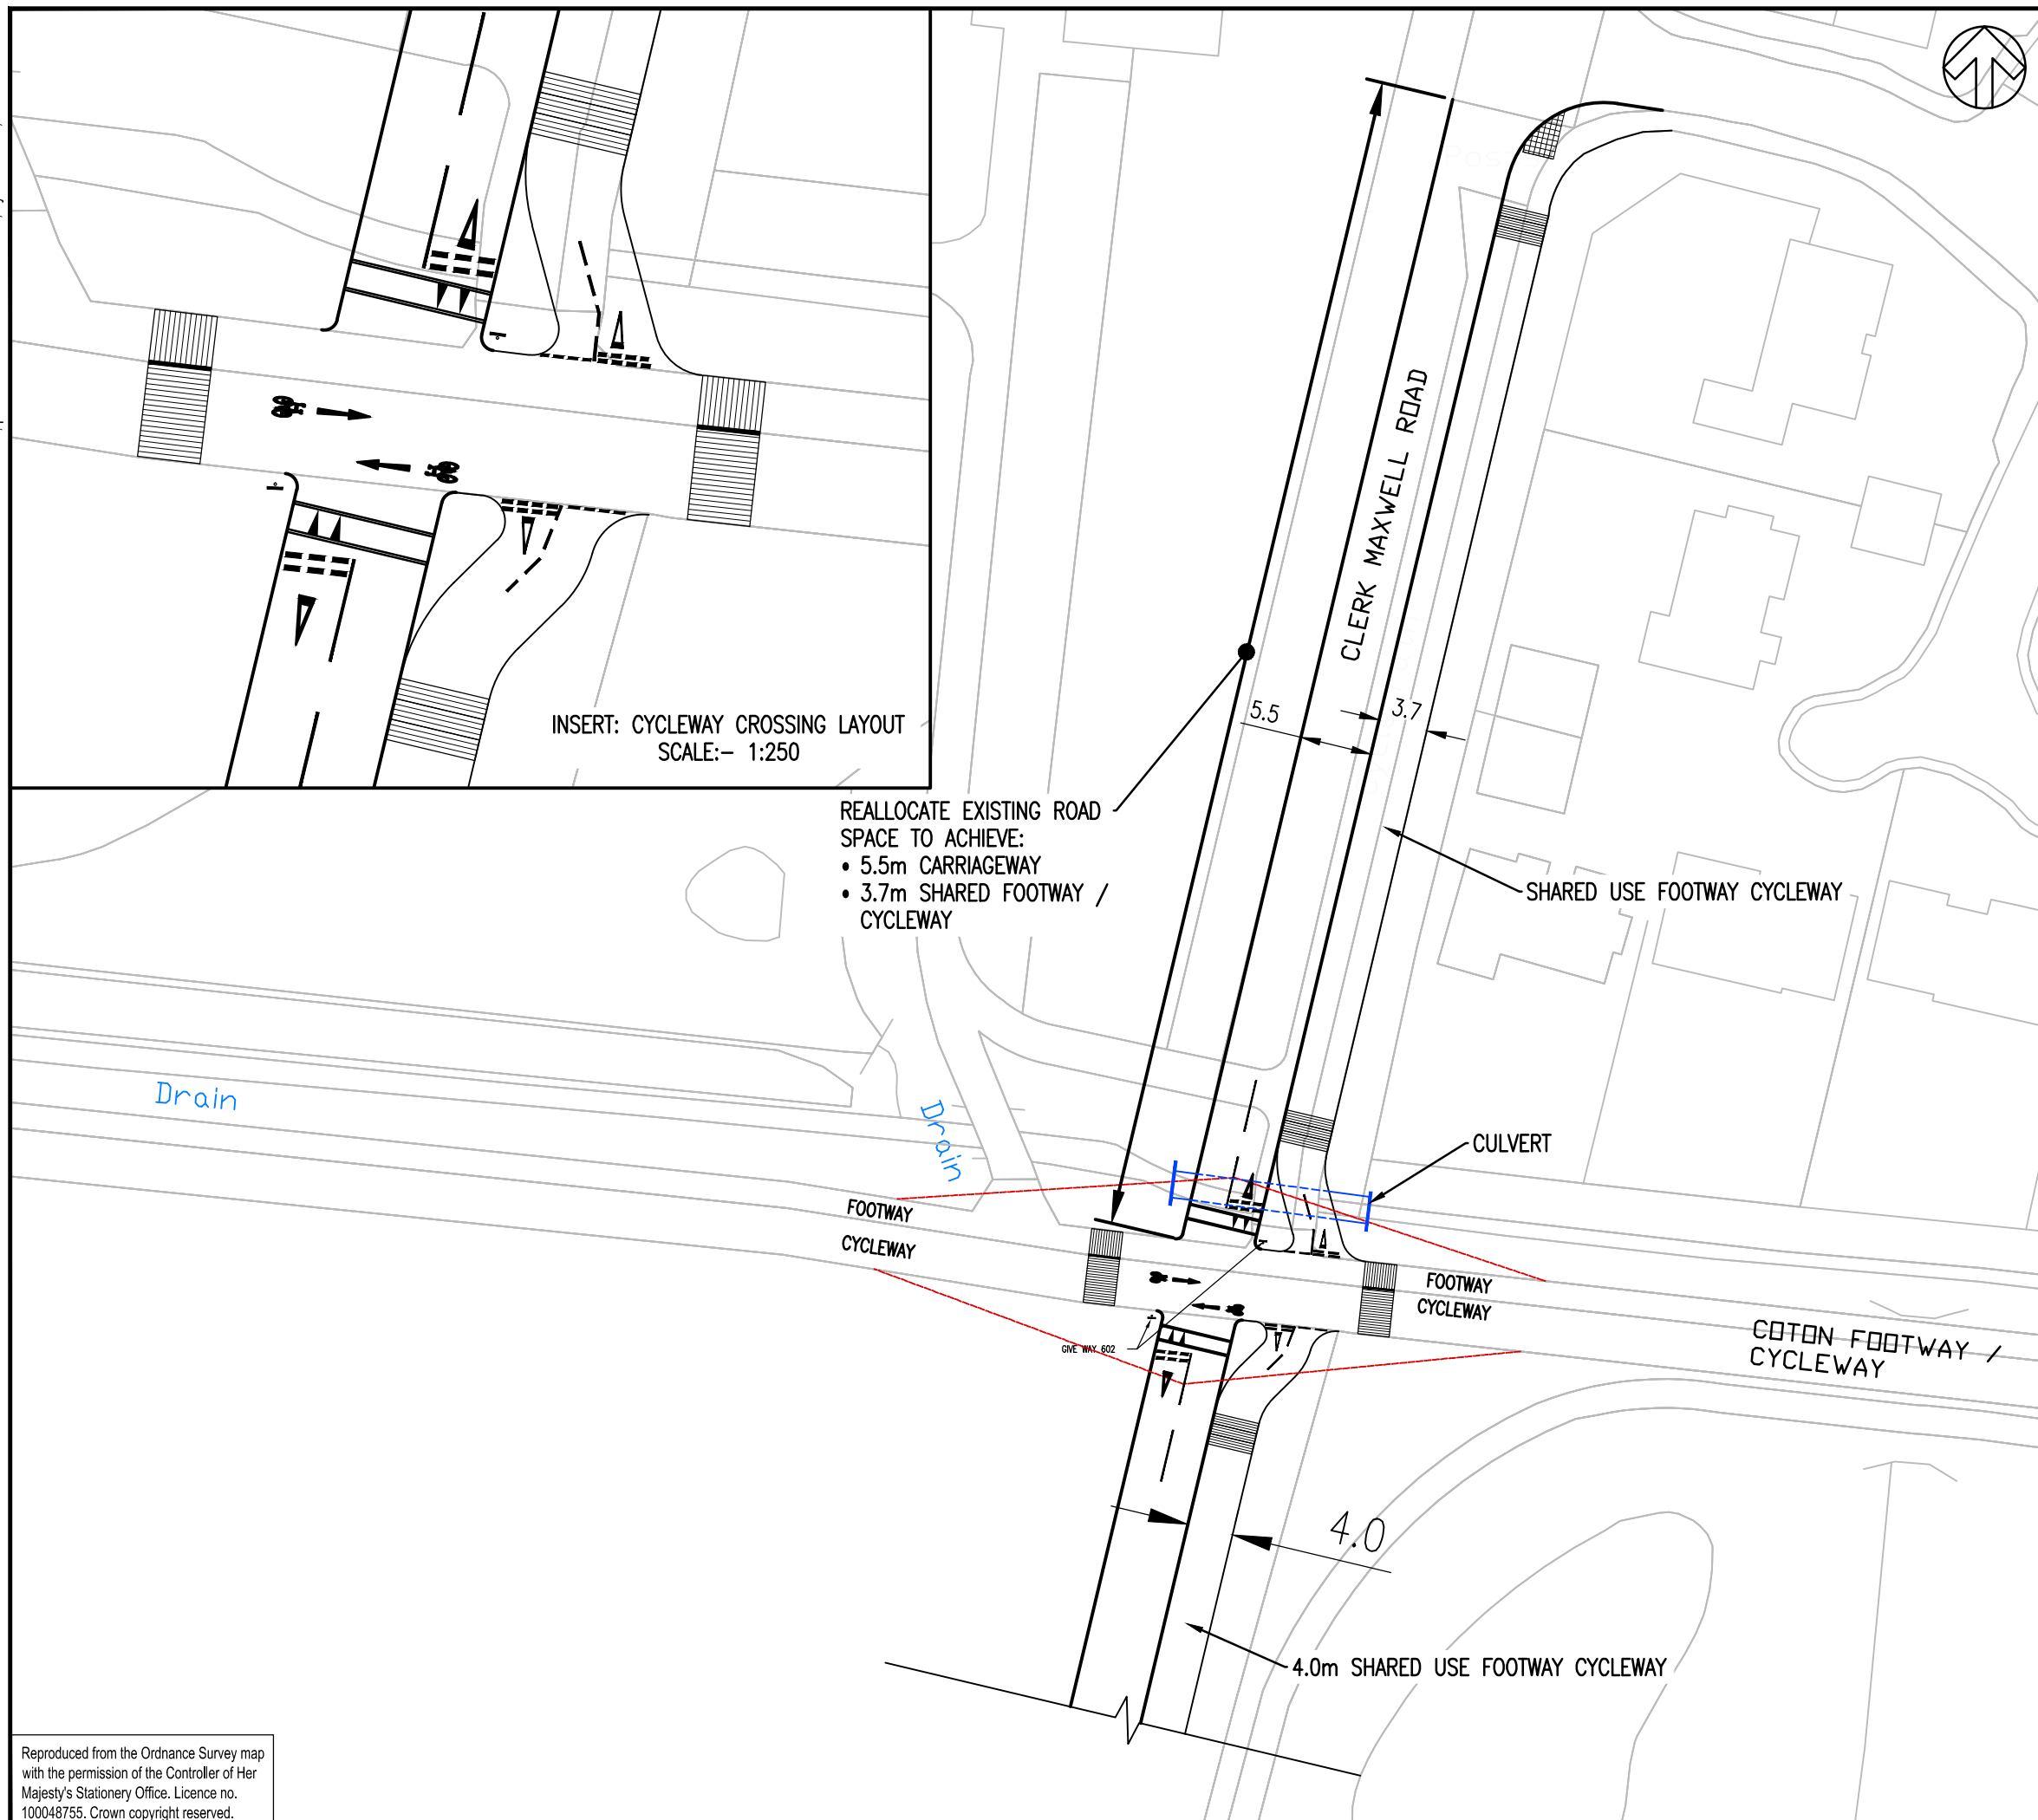 INSERT: CYCLEWAY CROSSING LAYOUT
SCALE:- 1:250
CLERK MAXWELL ROAD
5.5
3.7
REALLOCATE EXISTING ROAD
SPACE TO ACHIEVE:
• 5.5m CARRIAGEWAY
• 3.7m SHARED FOOTWAY /
CYCLEWAY
SHARED USE FOOTWAY CYCLEWAY
Drain
Drain
CULVERT
FOOTWAY
CYCLEWAY
FOOTWAY
CYCLEWAY
GIVE WAY 602
COTON FOOTWAY /
CYCLEWAY
4.0
4.0m SHARED USE FOOTWAY CYCLEWAY
Reproduced from the Ordnance Survey map
with the permission of the Controller of Her
Majesty's Stationery Office. Licence no.
100048755. Crown copyright reserved.